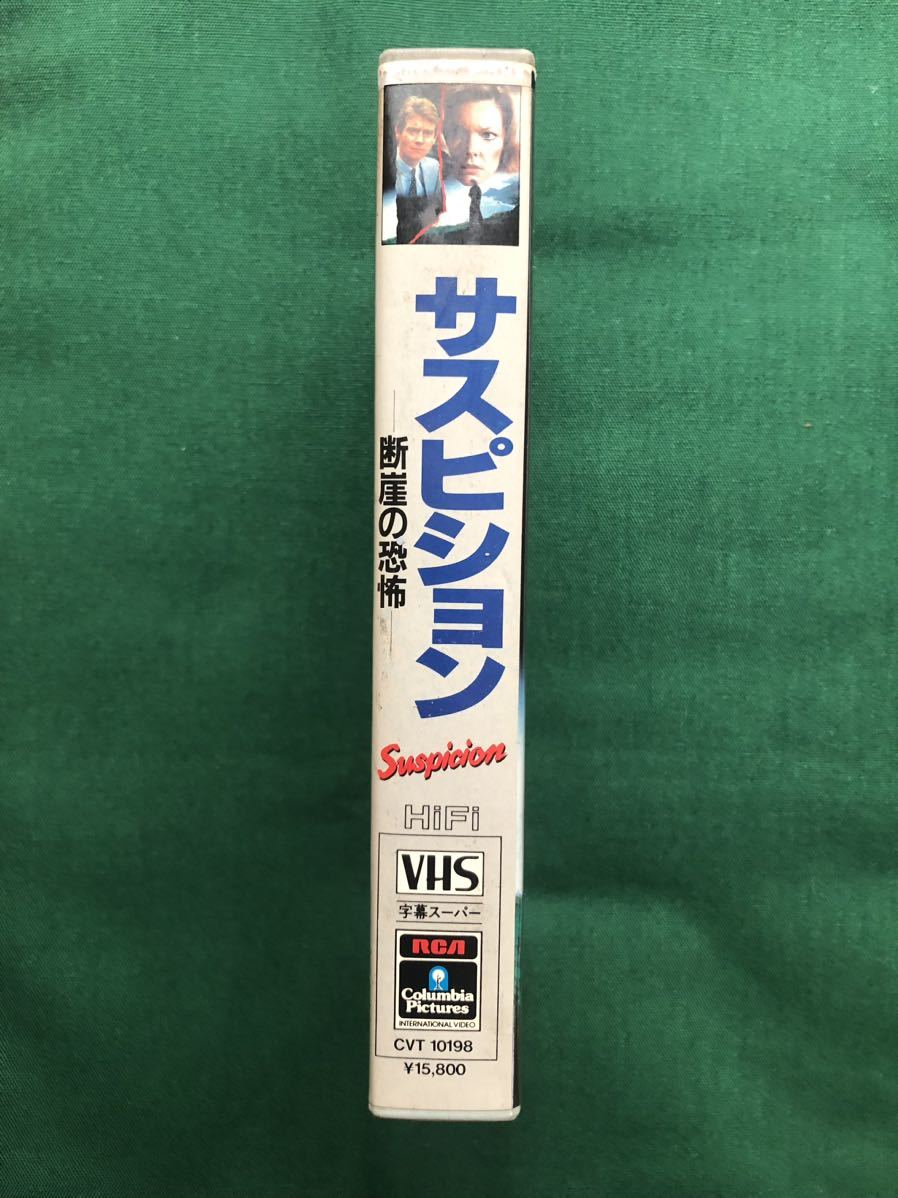 サスピション
断崖の恐怖
Suspicion
HiFi
VHS
字幕スーパー
RCA
Columbia
Pictures
INTERNATIONAL VIDEO
CVT 10198
¥15,800